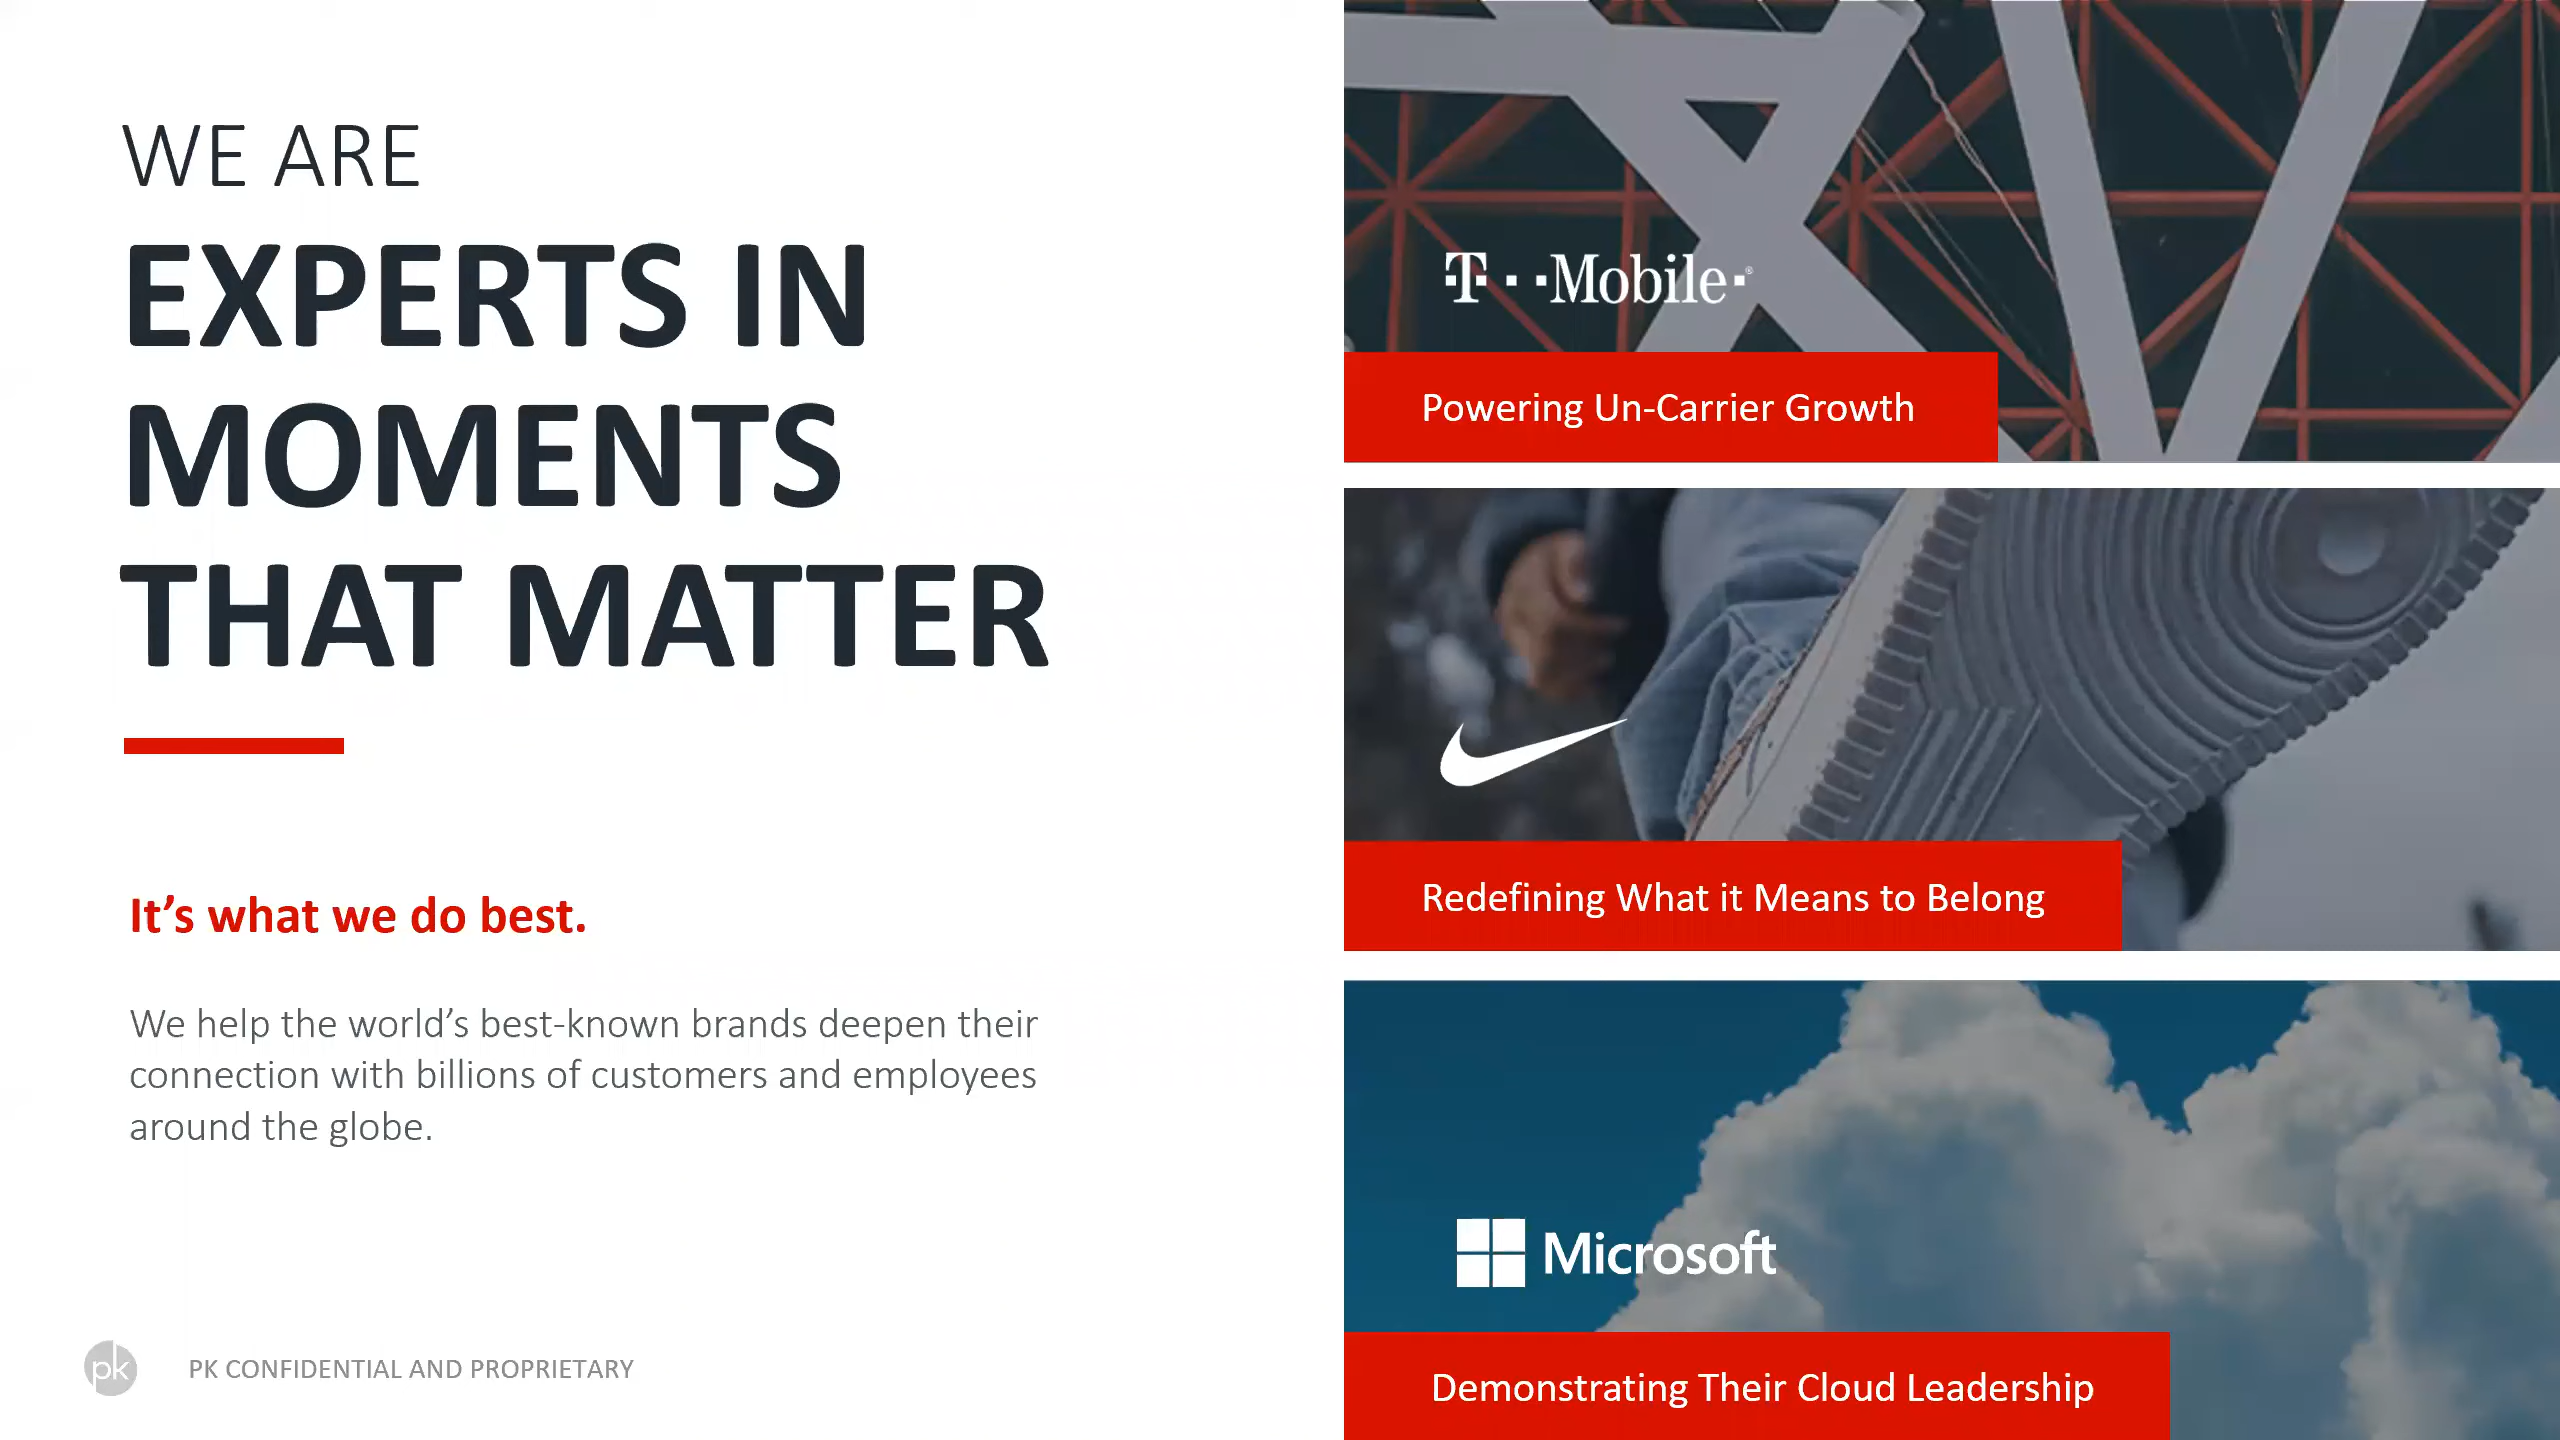 WE ARE
EXPERTS IN
MOMENTS
THAT MATTER
It’s what we do best.
We help the world’s best-known brands deepen their
connection with billions of customers and employees
around the globe.
pk
PK CONFIDENTIAL AND PROPRIETARY
T··Mobile·®
Powering Un-Carrier Growth
Redefining What it Means to Belong
Microsoft
Demonstrating Their Cloud Leadership